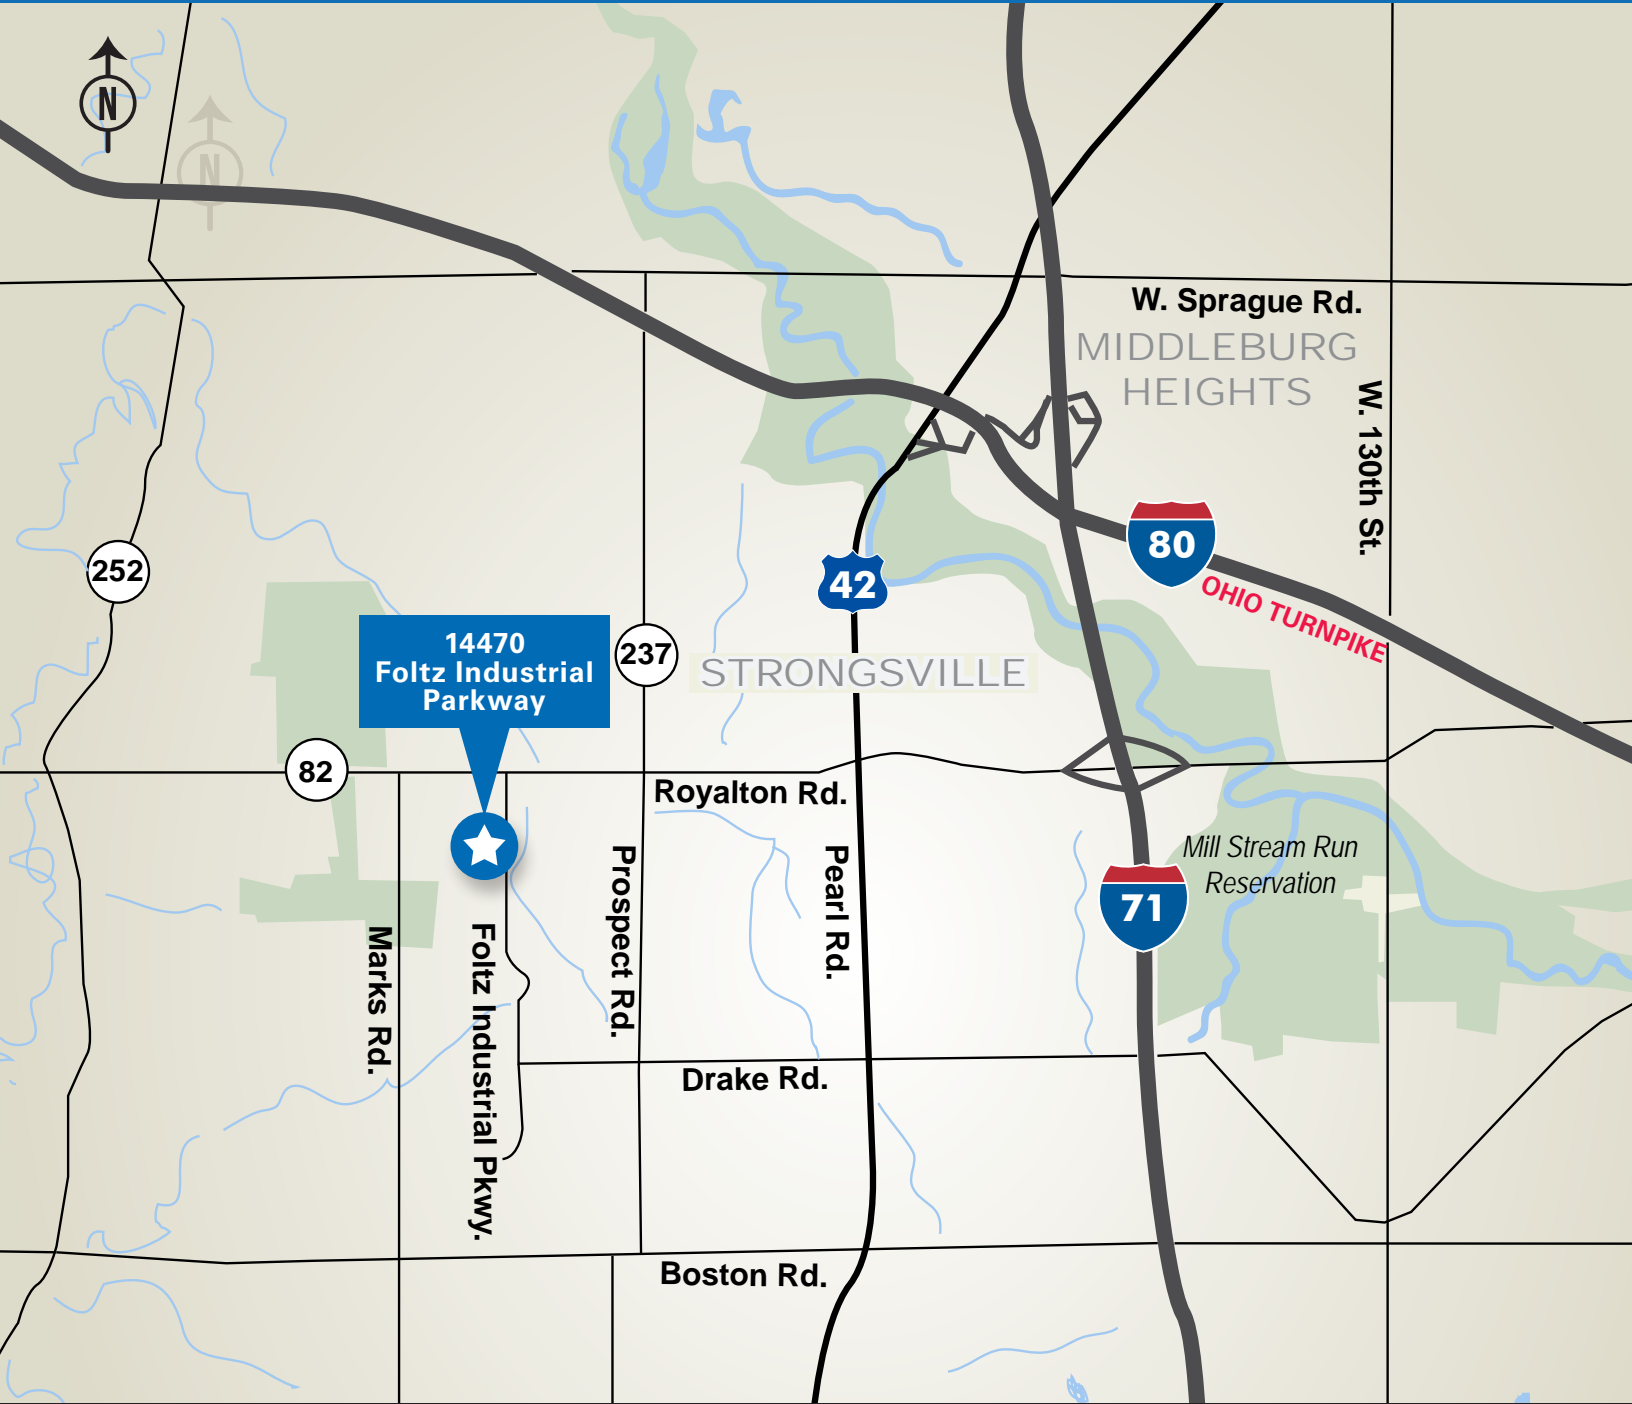 N
N
W. Sprague Rd.
MIDDLEBURG
HEIGHTS
W. 130th St.
80
OHIO TURNPIKE
252
42
14470
Foltz Industrial
Parkway
237
STRONGSVILLE
82
Royalton Rd.
Mill Stream Run
Reservation
71
Prospect Rd.
Pearl Rd.
Marks Rd.
Foltz Industrial Pkwy.
Drake Rd.
Boston Rd.